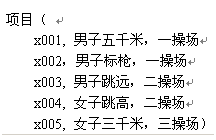 项目（
x001, 男子五千米，一操场
x002，男子标枪，一操场
x003, 男子跳远，二操场
x004, 女子跳高，二操场
x005, 女子三千米，三操场）